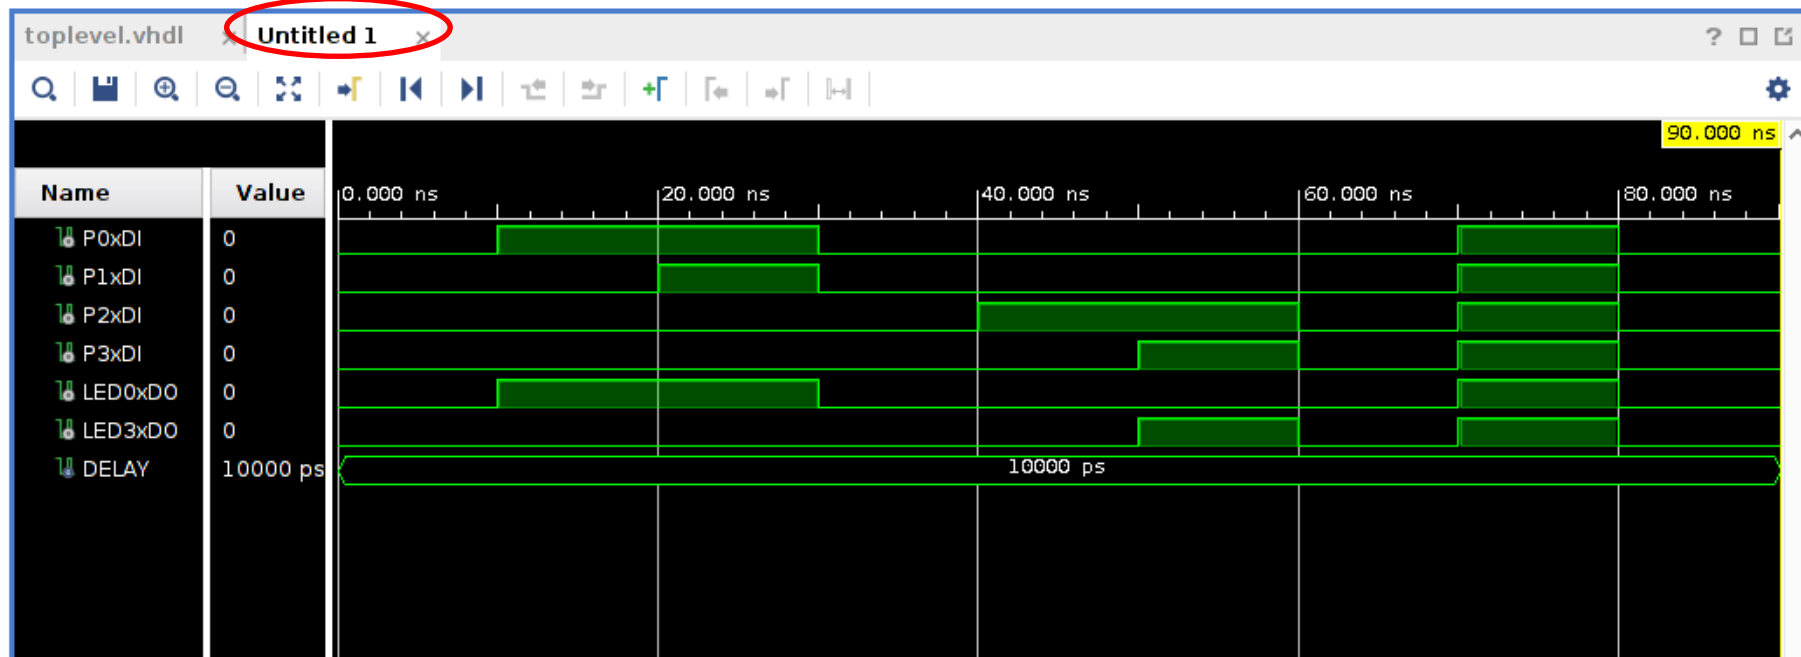 toplevel.vhdl × Untitled 1 ×
?
90.000 ns
Name Value 0.000 ns 20.000 ns 40.000 ns 60.000 ns 80.000 ns
P0xDI 0
P1xDI 0
P2xDI 0
P3xDI 0
LED0xDO 0
LED3xDO 0
DELAY 10000 ps 10000 ps